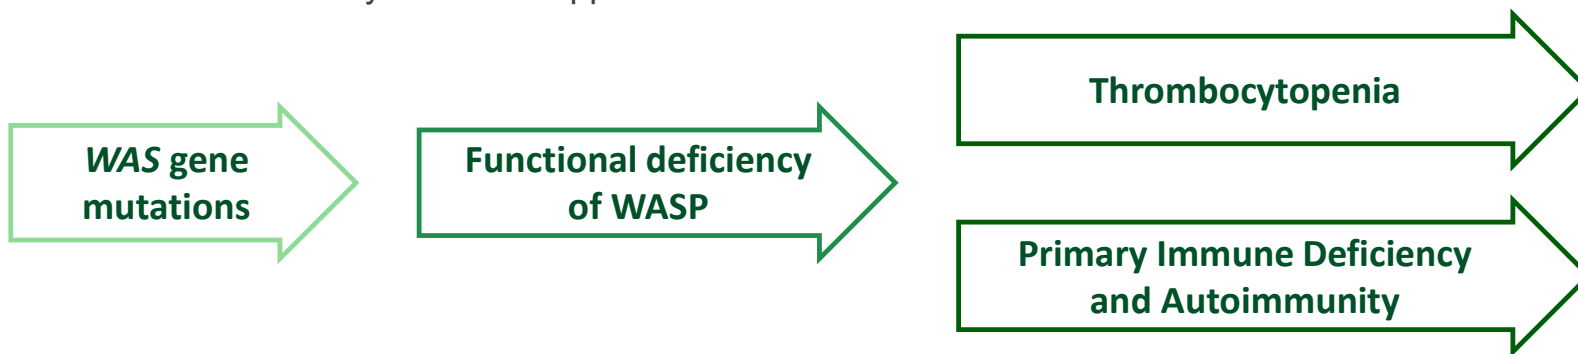 WAS gene
mutations
Functional deficiency
of WASP
Thrombocytopenia
Primary Immune Deficiency
and Autoimmunity